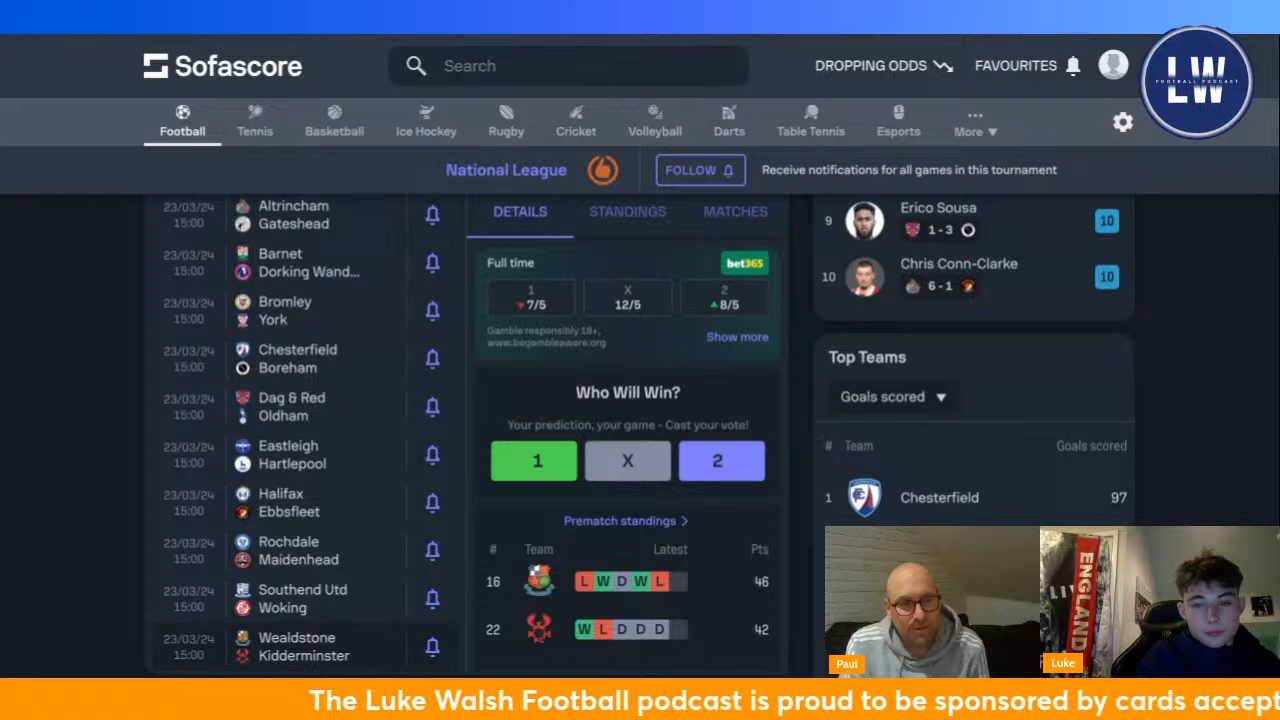 Sofascore
Search
DROPPING ODDS
FAVOURITES
LW
FOOTBALL PODCAST
Football
Tennis
Basketball
Ice Hockey
Rugby
Cricket
Volleyball
Darts
Table Tennis
Esports
More ▼
National League
FOLLOW
Receive notifications for all games in this tournament
23/03/24 Altrincham
15:00 Gateshead
23/03/24 Barnet
15:00 Dorking Wand...
23/03/24 Bromley
15:00 York
23/03/24 Chesterfield
15:00 Boreham
23/03/24 Dag & Red
15:00 Oldham
23/03/24 Eastleigh
15:00 Hartlepool
23/03/24 Halifax
15:00 Ebbsfleet
23/03/24 Rochdale
15:00 Maidenhead
23/03/24 Southend Utd
15:00 Woking
23/03/24 Wealdstone
15:00 Kidderminster
DETAILS STANDINGS MATCHES
Full time bet365
1 X 2
7/5 12/5 8/5
Gamble responsibly 18+,
www.begambleaware.org
Show more
Who Will Win?
Your prediction, your game - Cast your vote!
1 X 2
Prematch standings >
# Team Latest Pts
16 L W D W L 46
22 W L D D D 42
9 Erico Sousa 10
1 - 3
10 Chris Conn-Clarke 10
6 - 1
Top Teams
Goals scored ▼
# Team Goals scored
1 Chesterfield 97
ENGLAND
Paul
Luke
The Luke Walsh Football podcast is proud to be sponsored by cards accept